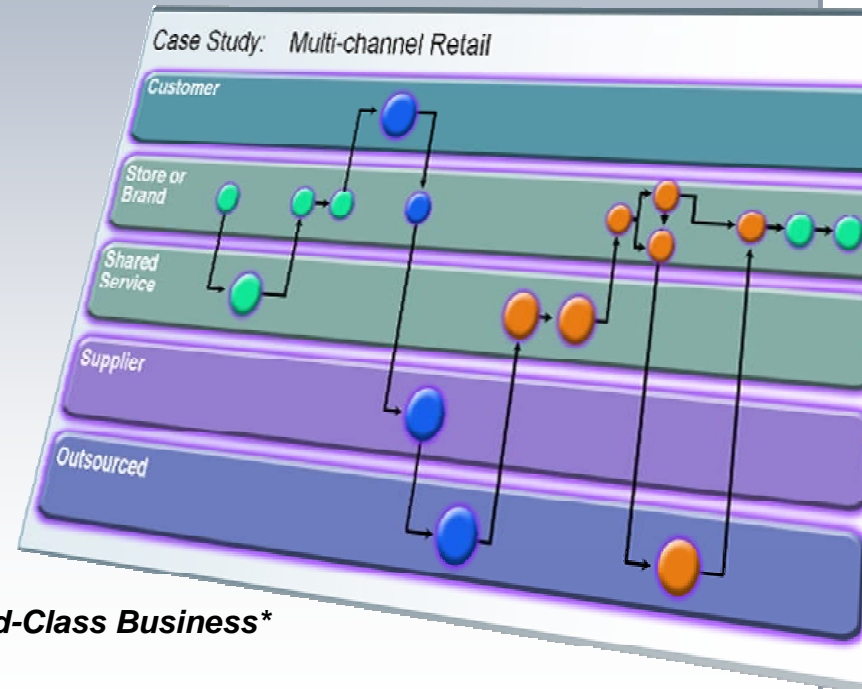 Case Study: Multi-channel Retail
Customer
Store or
Brand
Shared
Service
Supplier
Outsourced
d-Class Business*